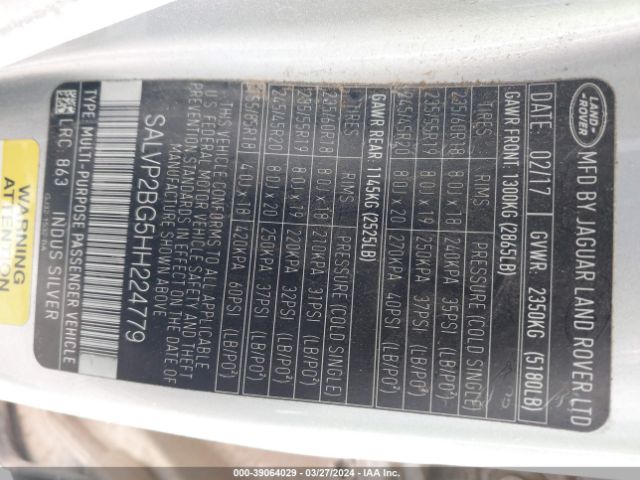 LAND
ROVER
MFD BY JAGUAR LAND ROVER LTD
DATE: 02/17 GVWR: 2350KG (5180LB)
GAWR FRONT: 1300KG (2865LB)
TIRES RIMS PRESSURE (COLD SINGLE)
235/60R18 8.0J x 18 240KPA 35PSI (LB/PO²)
235/55R19 8.0J x 19 250KPA 37PSI (LB/PO²)
245/45R20 8.0J x 20 270KPA 40PSI (LB/PO²)
GAWR REAR: 1145KG (2525LB)
TIRES RIMS PRESSURE (COLD SINGLE)
235/60R18 8.0J x 18 210KPA 31PSI (LB/PO²)
235/55R19 8.0J x 19 220KPA 32PSI (LB/PO²)
245/45R20 8.0J x 20 250KPA 37PSI (LB/PO²)
4.0J x 18 420KPA 60PSI (LB/PO²)
THIS VEHICLE CONFORMS TO ALL APPLICABLE
U S FEDERAL MOTOR VEHICLE SAFETY AND THEFT
PREVENTION STANDARDS IN EFFECT ON THE DATE OF
MANUFACTURE SHOWN ABOVE
SALVP2BG5HH224779
TYPE: MULTI-PURPOSE PASSENGER VEHICLE
LRC 863 INDUS SILVER
WARNING
ATTENTION
000-39064029 - 03/27/2024 - IAA Inc.